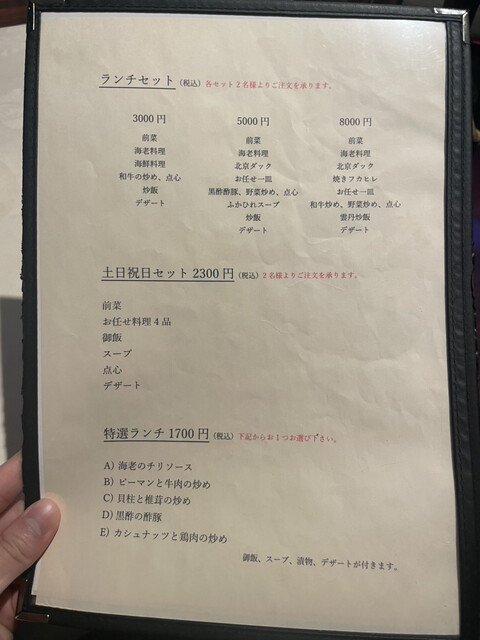 ランチセット（税込）各セット2名様よりご注文を承ります。
3000円
前菜
海老料理
海鮮料理
和牛の炒め、点心
炒飯
デザート
5000円
前菜
海老料理
北京ダック
お任せ一皿
黒酢酢豚、野菜炒め、点心
ふかひれスープ
炒飯
デザート
8000円
前菜
海老料理
北京ダック
焼きフカヒレ
お任せ一皿
和牛炒め、野菜炒め、点心
雲丹炒飯
デザート
土日祝日セット2300円（税込）2名様よりご注文を承ります。
前菜
お任せ料理4品
御飯
スープ
点心
デザート
特選ランチ1700円（税込）下記からお1つお選び下さい。
A) 海老のチリソース
B) ピーマンと牛肉の炒め
C) 貝柱と椎茸の炒め
D) 黒酢の酢豚
E) カシュナッツと鶏肉の炒め
御飯、スープ、漬物、デザートが付きます。